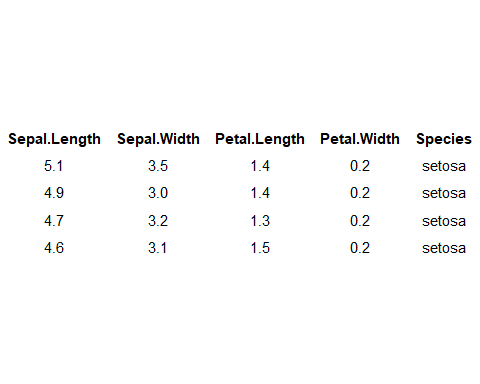 Sepal.Length Sepal.Width Petal.Length Petal.Width Species
5.1 3.5 1.4 0.2 setosa
4.9 3.0 1.4 0.2 setosa
4.7 3.2 1.3 0.2 setosa
4.6 3.1 1.5 0.2 setosa